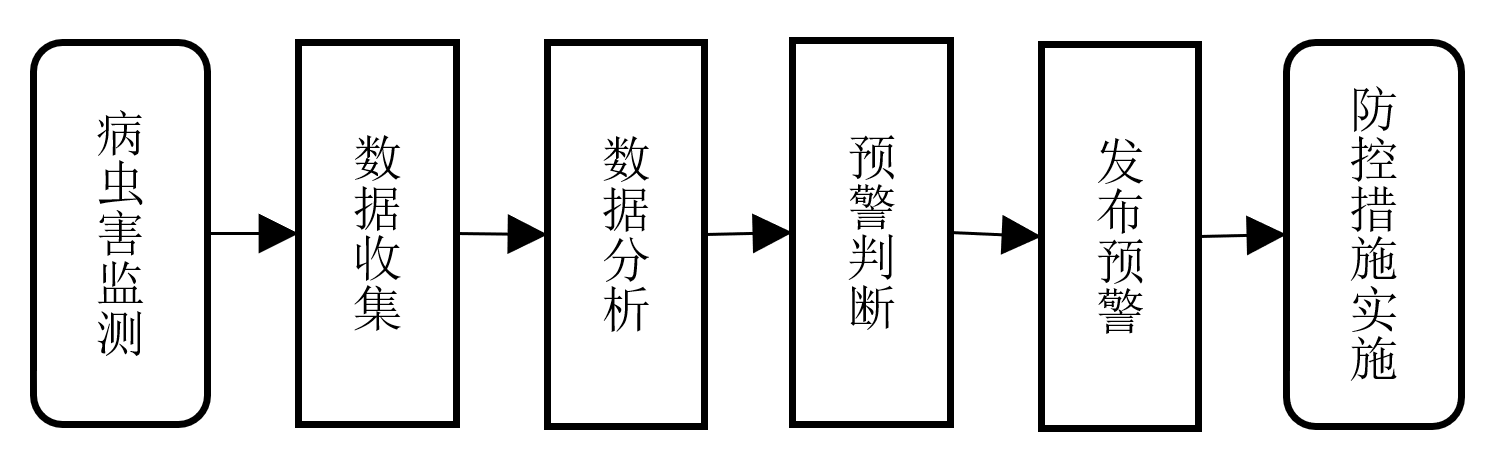 病虫害监测
数据收集
数据分析
预警判断
发布预警
防控措施实施